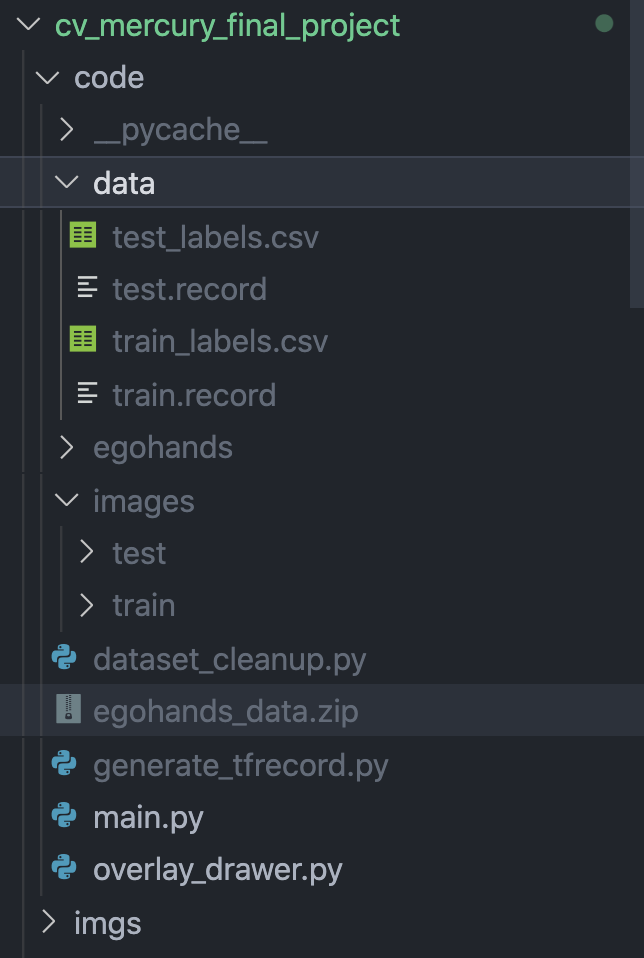 cv_mercury_final_project
code
__pycache__
data
test_labels.csv
test.record
train_labels.csv
train.record
egohands
images
test
train
dataset_cleanup.py
egohands_data.zip
generate_tfrecord.py
main.py
overlay_drawer.py
imgs